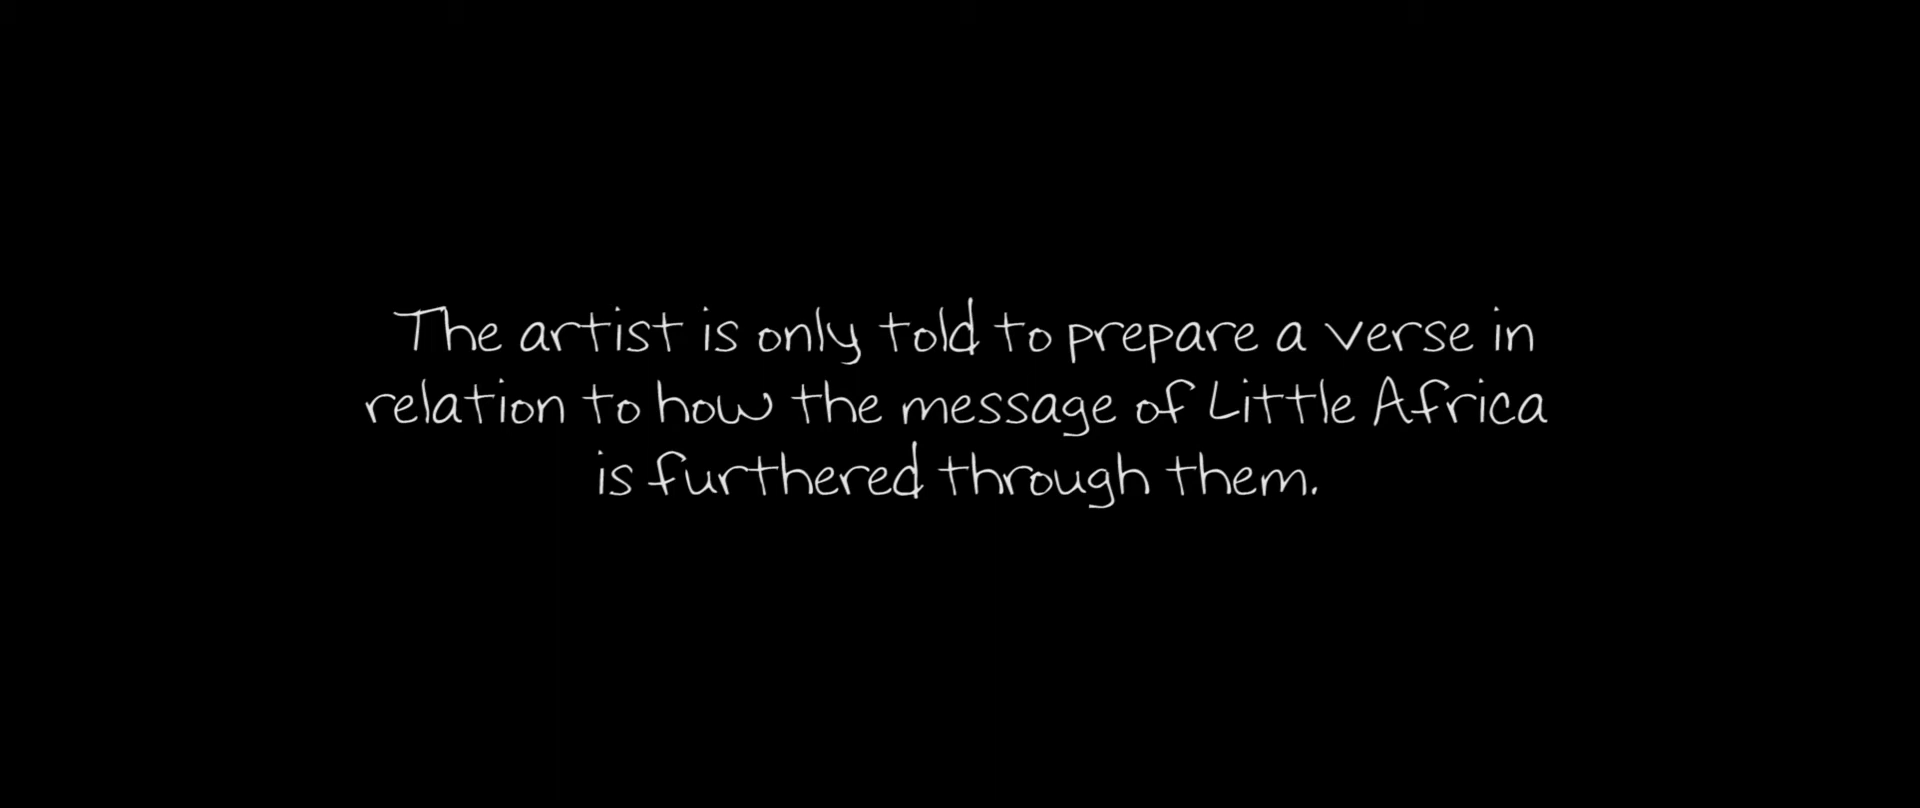 The artist is only told to prepare a verse in
relation to how the message of Little Africa
is furthered through them.